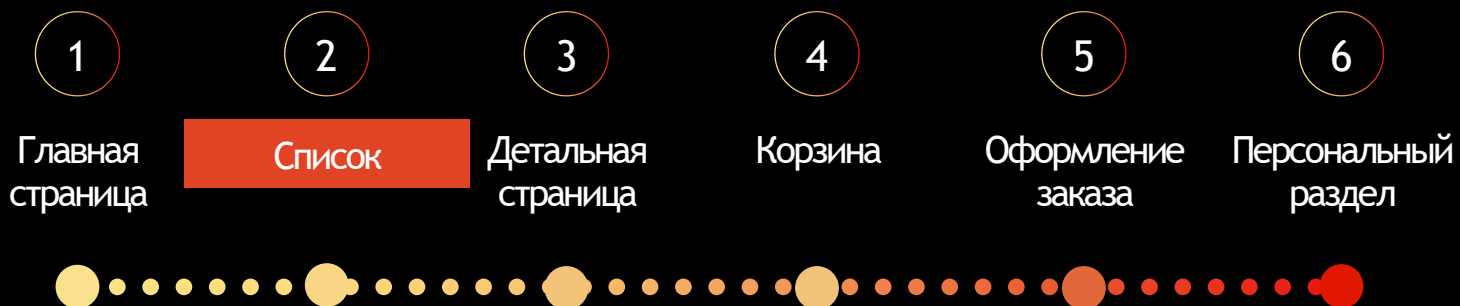 1
2
3
4
5
6
Главная
страница
Список
Детальная
страница
Корзина
Оформление
заказа
Персональный
раздел